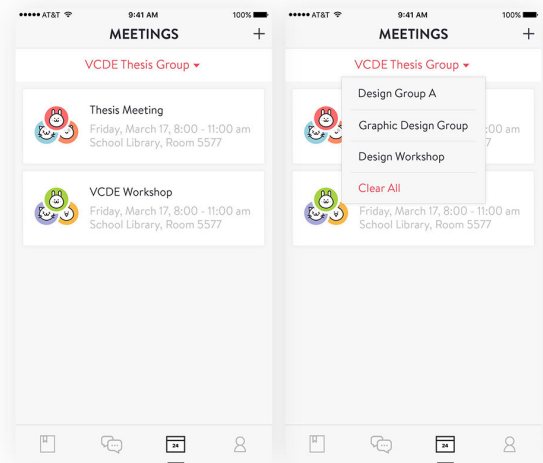 AT&T 9:41 AM 100%
MEETINGS +
VCDE Thesis Group
Thesis Meeting
Friday, March 17, 8:00 - 11:00 am
School Library, Room 5577
VCDE Workshop
Friday, March 17, 8:00 - 11:00 am
School Library, Room 5577
24
AT&T 9:41 AM 100%
MEETINGS +
VCDE Thesis Group
Design Group A
Graphic Design Group
Design Workshop
Clear All
:00 am
7
Friday, March 17, 8:00 - 11:00 am
School Library, Room 5577
24